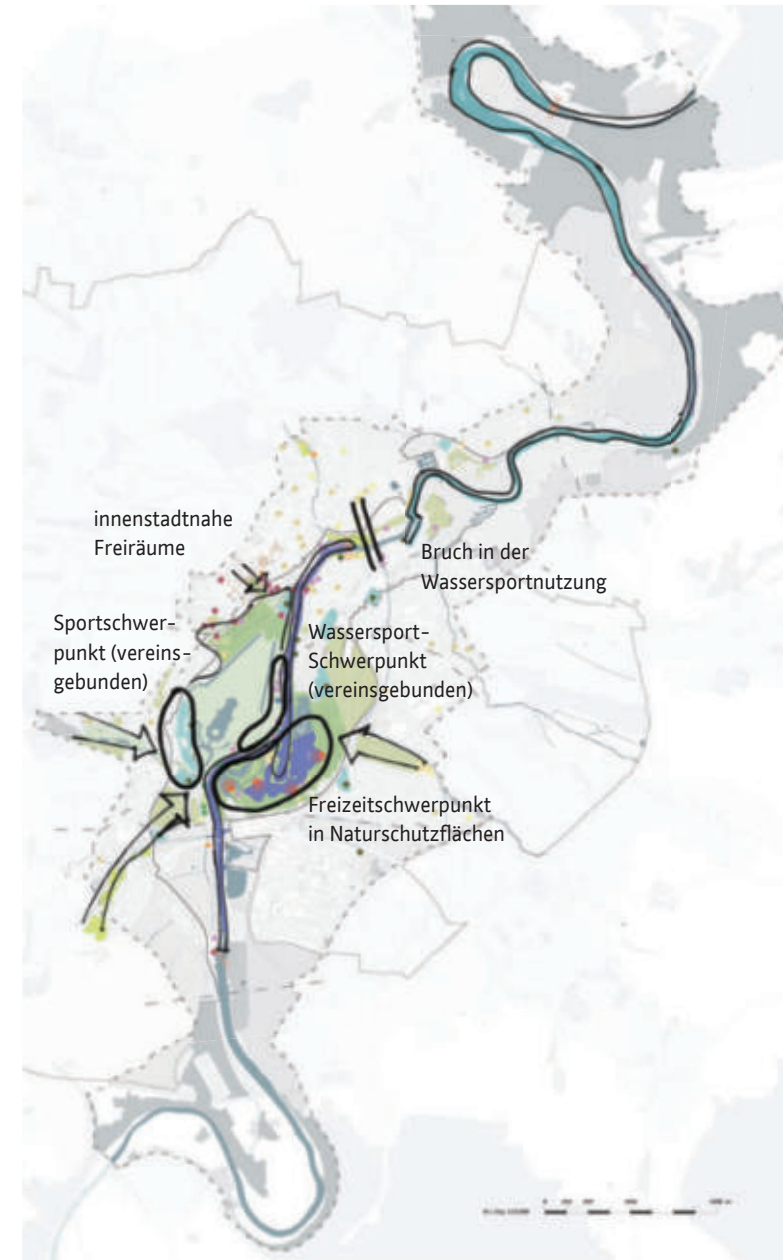 innenstadtnahe
Freiräume
Bruch in der
Wassersportnutzung
Sportschwer-
punkt (vereins-
gebunden)
Wassersport-
Schwerpunkt
(vereinsgebunden)
Freizeitschwerpunkt
in Naturschutzflächen